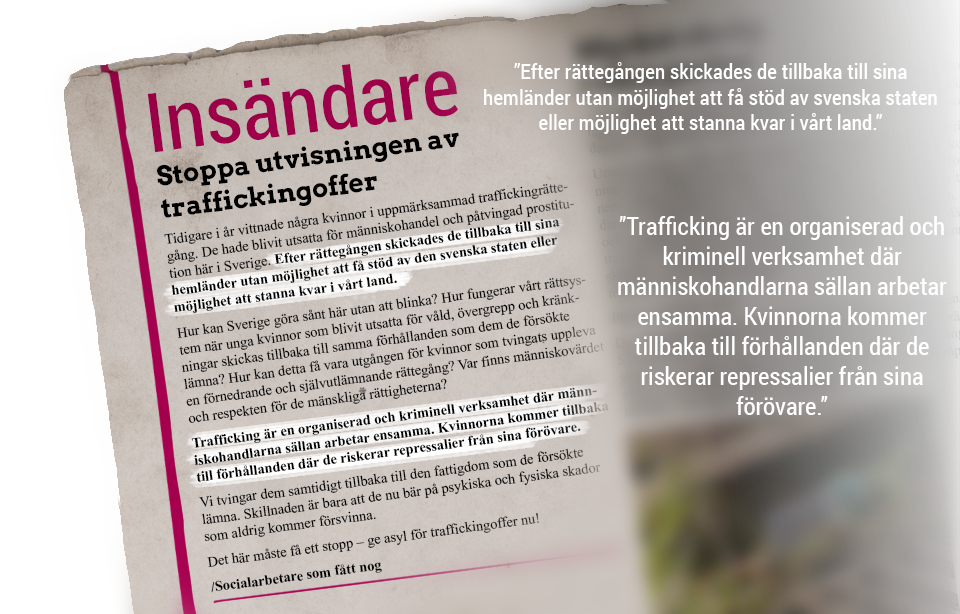 Insändare
Stoppa utvisningen av
traffickingoffer
Tidigare i år vittnade några kvinnor i uppmärksammad traffickingrätte-
gång. De hade blivit utsatta för människohandel och påtvingad prostitu-
tion här i Sverige. Efter rättegången skickades de tillbaka till sina
hemländer utan möjlighet att få stöd av den svenska staten eller
möjlighet att stanna kvar i vårt land.
Hur kan Sverige göra sånt här utan att blinka? Hur fungerar vårt rättsys-
tem när unga kvinnor som blivit utsatta för våld, övergrepp och kränk-
ningar skickas tillbaka till samma förhållanden som dem de försökte
lämna? Hur kan detta få vara utgången för kvinnor som tvingats uppleva
en förnedrande och självutlämnande rättegång? Var finns människovärdet
och respekten för de mänskliga rättigheterna?
Trafficking är en organiserad och kriminell verksamhet där männ-
iskohandlarna sällan arbetar ensamma. Kvinnorna kommer tillbaka
till förhållanden där de riskerar repressalier från sina förövare.
Vi tvingar dem samtidigt tillbaka till den fattigdom som de försökte
lämna. Skillnaden är bara att de nu bär på psykiska och fysiska skador
som aldrig kommer försvinna.
Det här måste få ett stopp – ge asyl för traffickingoffer nu!
/Socialarbetare som fått nog
”Efter rättegången skickades de tillbaka till sina
hemländer utan möjlighet att få stöd av svenska staten
eller möjlighet att stanna kvar i vårt land.”
”Trafficking är en organiserad och
kriminell verksamhet där
människohandlarna sällan arbetar
ensamma. Kvinnorna kommer
tillbaka till förhållanden där de
riskerar repressalier från sina
förövare.”